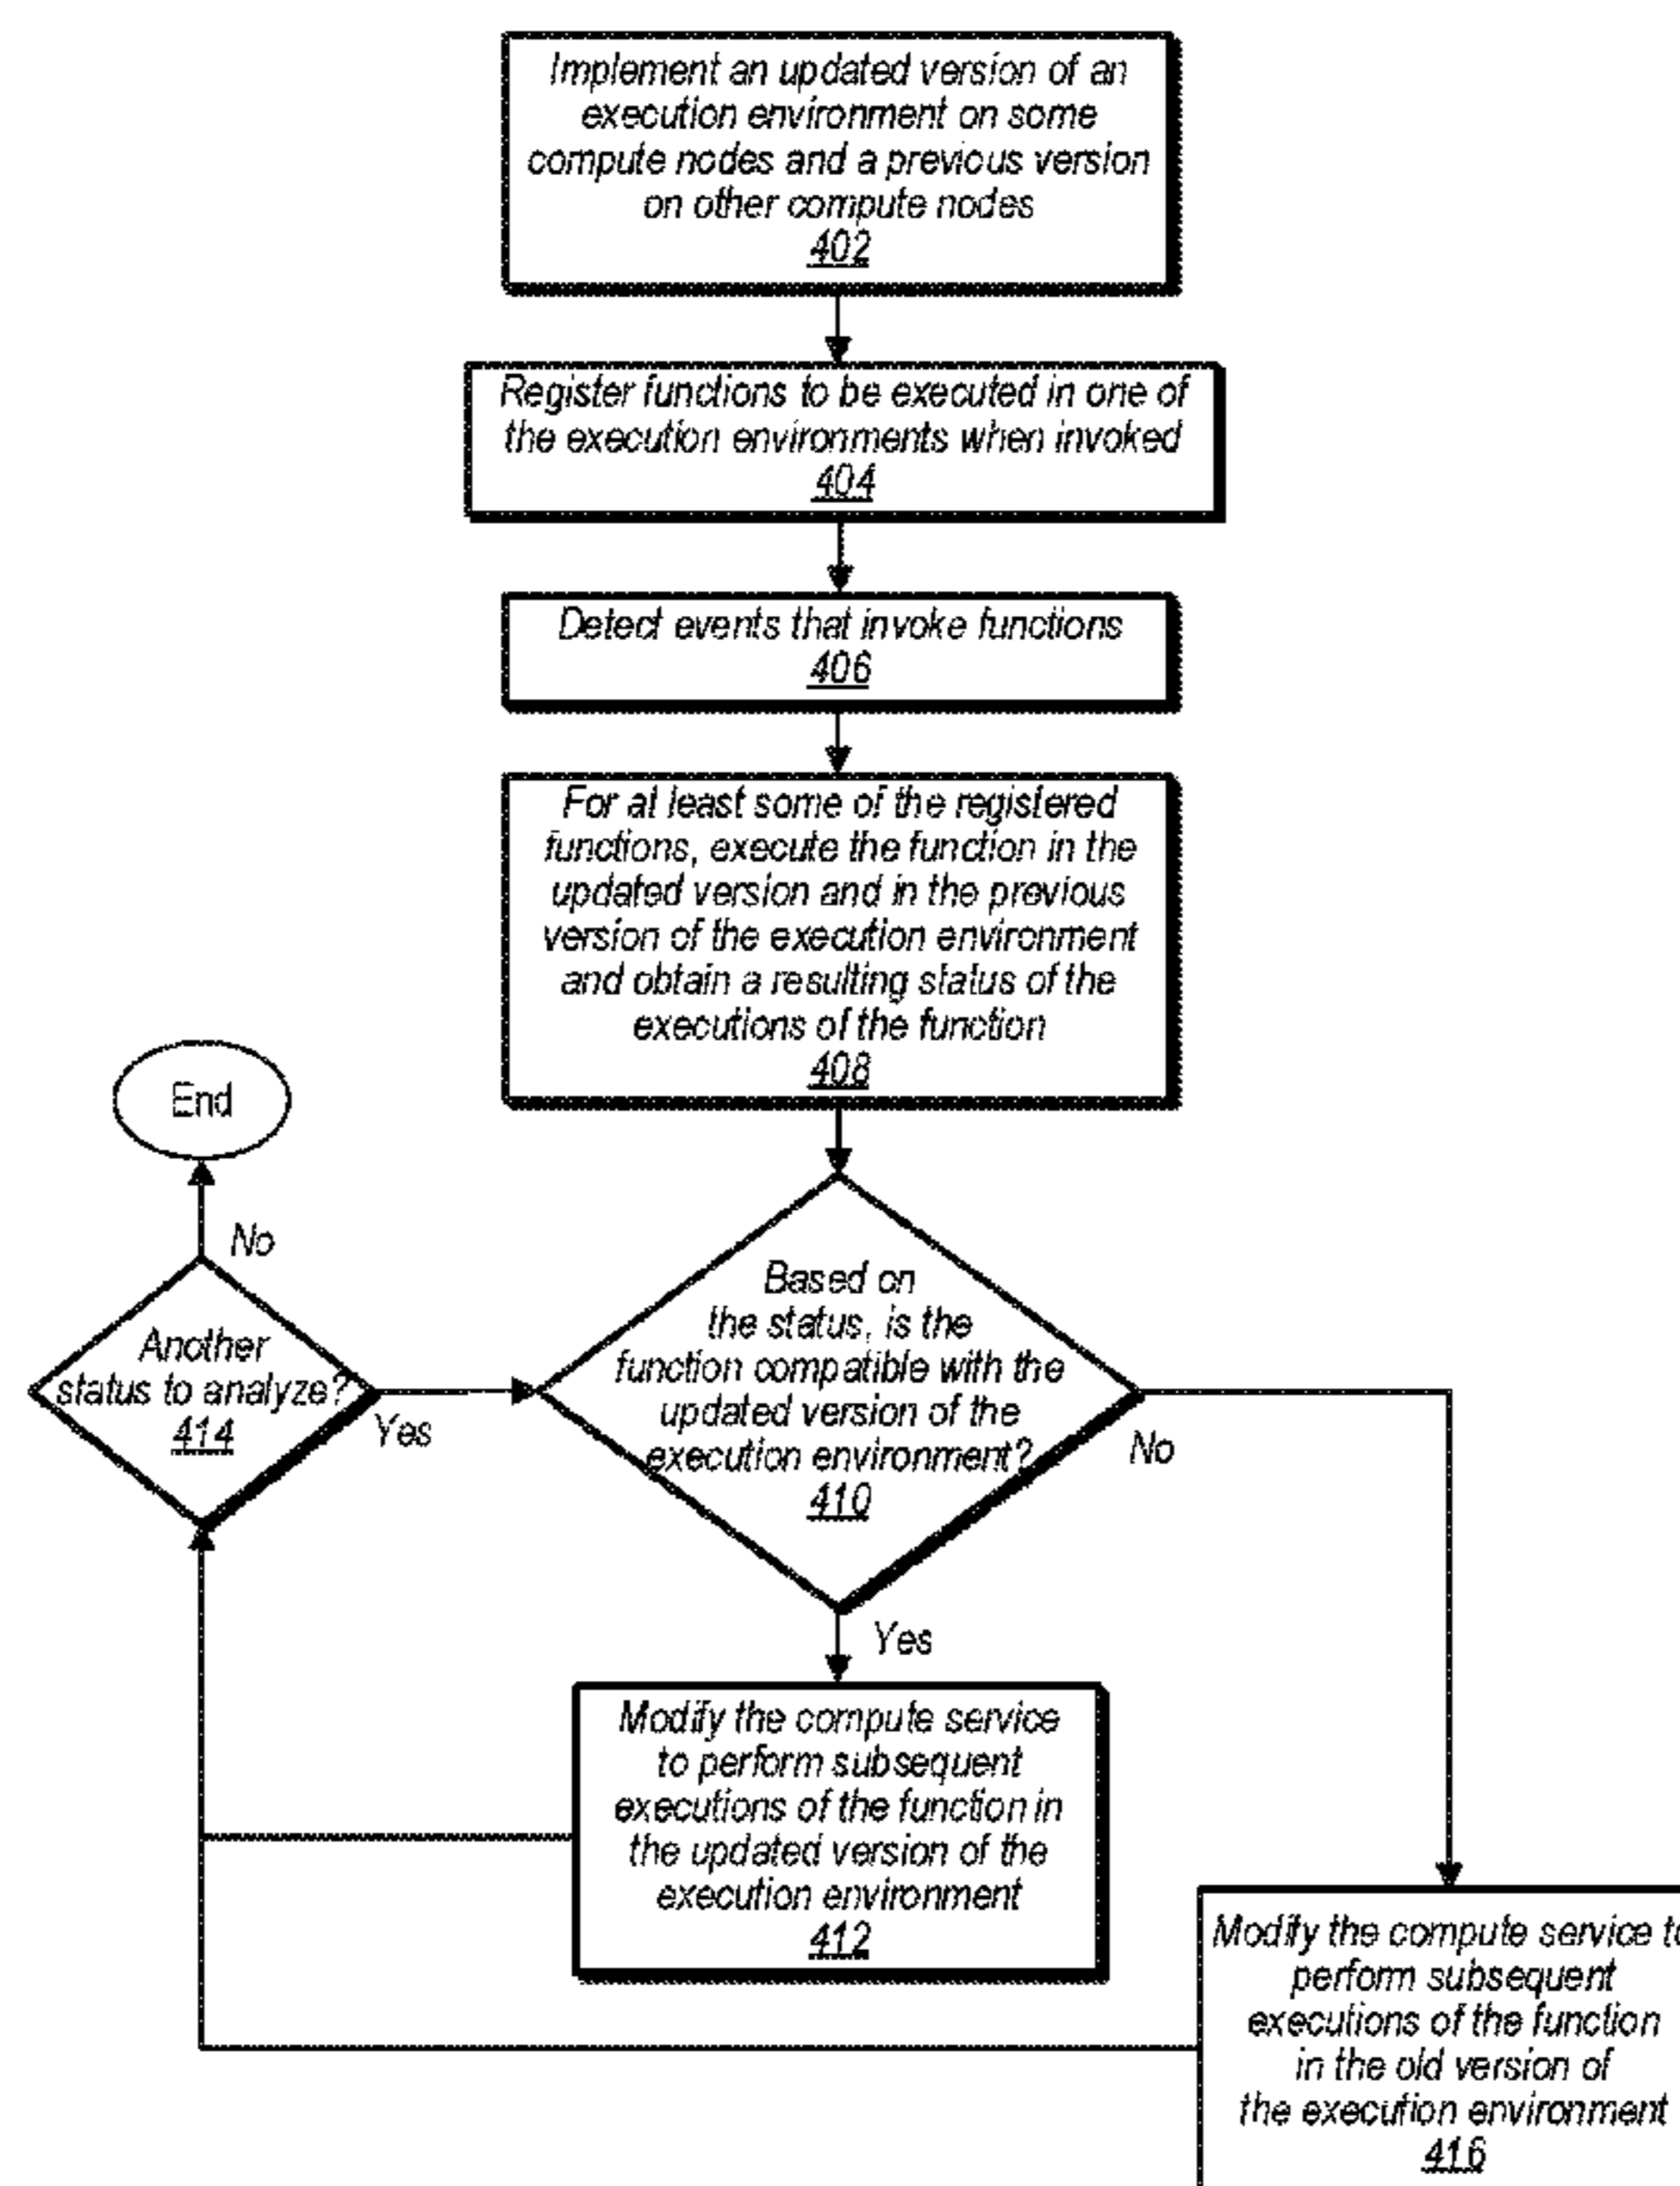 Implement an updated version of an
execution environment on some
compute nodes and a previous version
on other compute nodes
402
Register functions to be executed in one of
the execution environments when invoked
404
Detect events that invoke functions
406
For at least some of the registered
functions, execute the function in the
updated version and in the previous
version of the execution environment
and obtain a resulting status of the
executions of the function
408
End
No
Another
status to analyze?
414
Yes
Based on
the status, is the
function compatible with the
updated version of the
execution environment?
410
No
Yes
Modify the compute service
to perform subsequent
executions of the function in
the updated version of the
execution environment
412
Modify the compute service to
perform subsequent
executions of the function
in the old version of
the execution environment
416